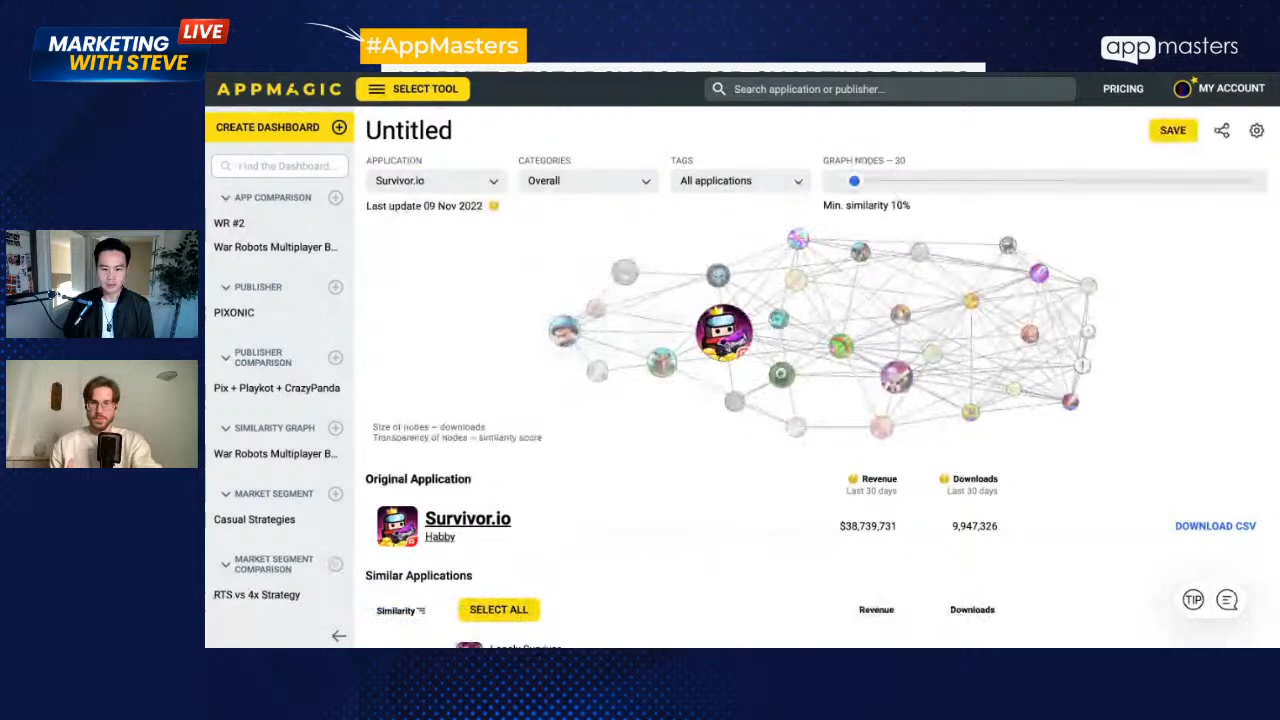 MARKETING
LIVE
WITH STEVE
#AppMasters
appmasters
APPMAGIC
SELECT TOOL
Search application or publisher...
PRICING
MY ACCOUNT
CREATE DASHBOARD
Find the Dashboard...
APP COMPARISON
WR #2
War Robots Multiplayer B...
PUBLISHER
PIXONIC
PUBLISHER
COMPARISON
Pix + Playkot + CrazyPanda
SIMILARITY GRAPH
War Robots Multiplayer B...
MARKET SEGMENT
Casual Strategies
MARKET SEGMENT
COMPARISON
RTS vs 4x Strategy
Untitled
SAVE
APPLICATION
CATEGORIES
TAGS
GRAPH NODES – 30
Survivor.io
Overall
All applications
Last update 09 Nov 2022
Min. similarity 10%
Size of nodes – downloads
Transparency of nodes – similarity score
Original Application
Revenue
Downloads
Last 30 days
Last 30 days
Survivor.io
Habby
$38,739,731
9,947,326
DOWNLOAD CSV
Similar Applications
Similarity
SELECT ALL
Revenue
Downloads
TIP